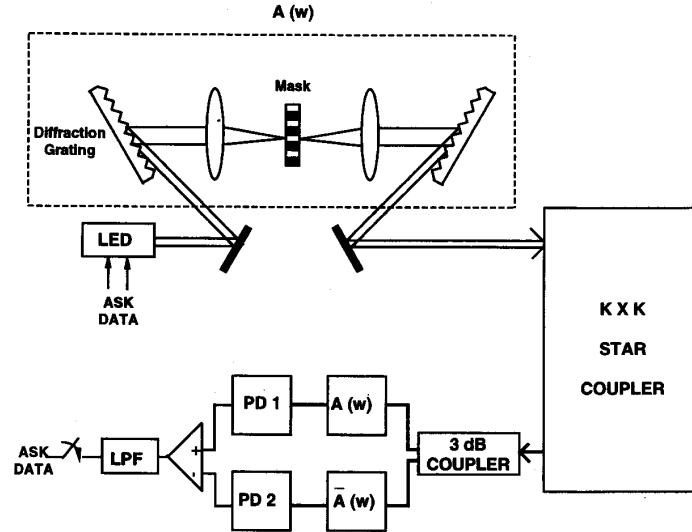 A (w)
Mask
Diffraction
Grating
LED
ASK
DATA
K X K
STAR
COUPLER
PD 1
A (w)
+
-
ASK
DATA
LPF
3 dB
COUPLER
PD 2
Ā (w)